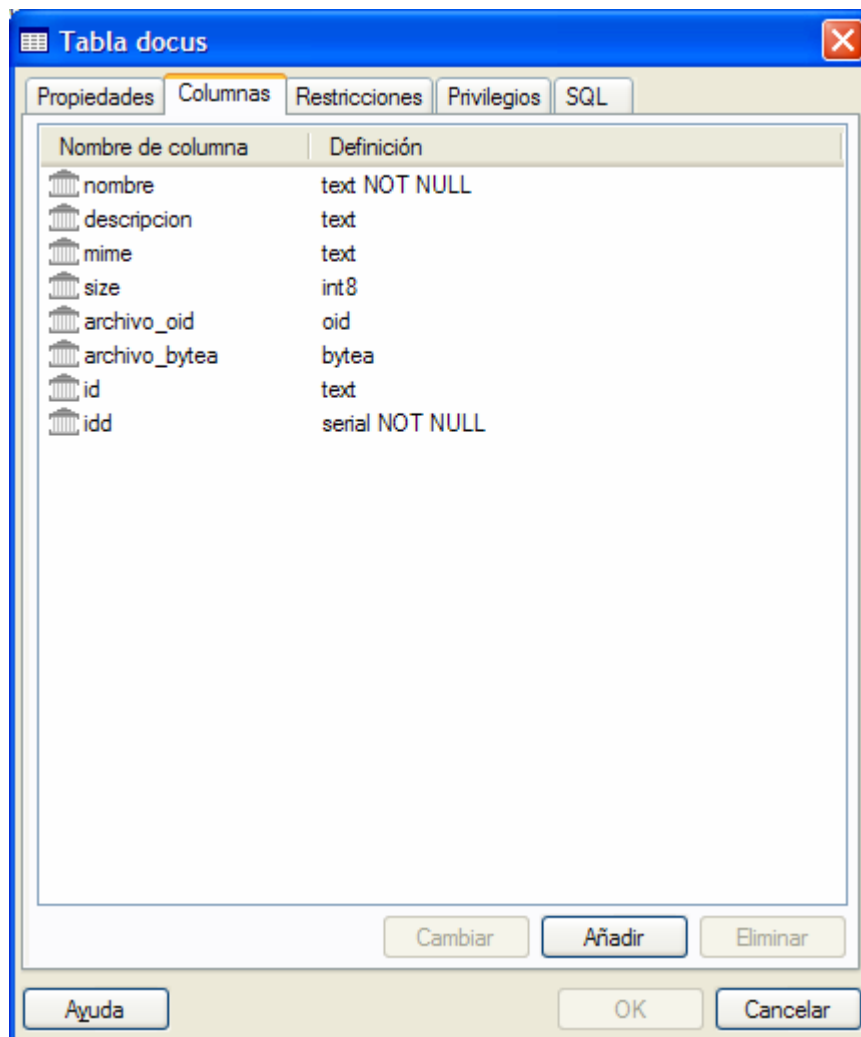 Tabla docus
Propiedades Columnas Restricciones Privilegios SQL
Nombre de columna Definición
nombre text NOT NULL
descripcion text
mime text
size int8
archivo_oid oid
archivo_bytea bytea
id text
idd serial NOT NULL
Cambiar Añadir Eliminar
Ayuda OK Cancelar